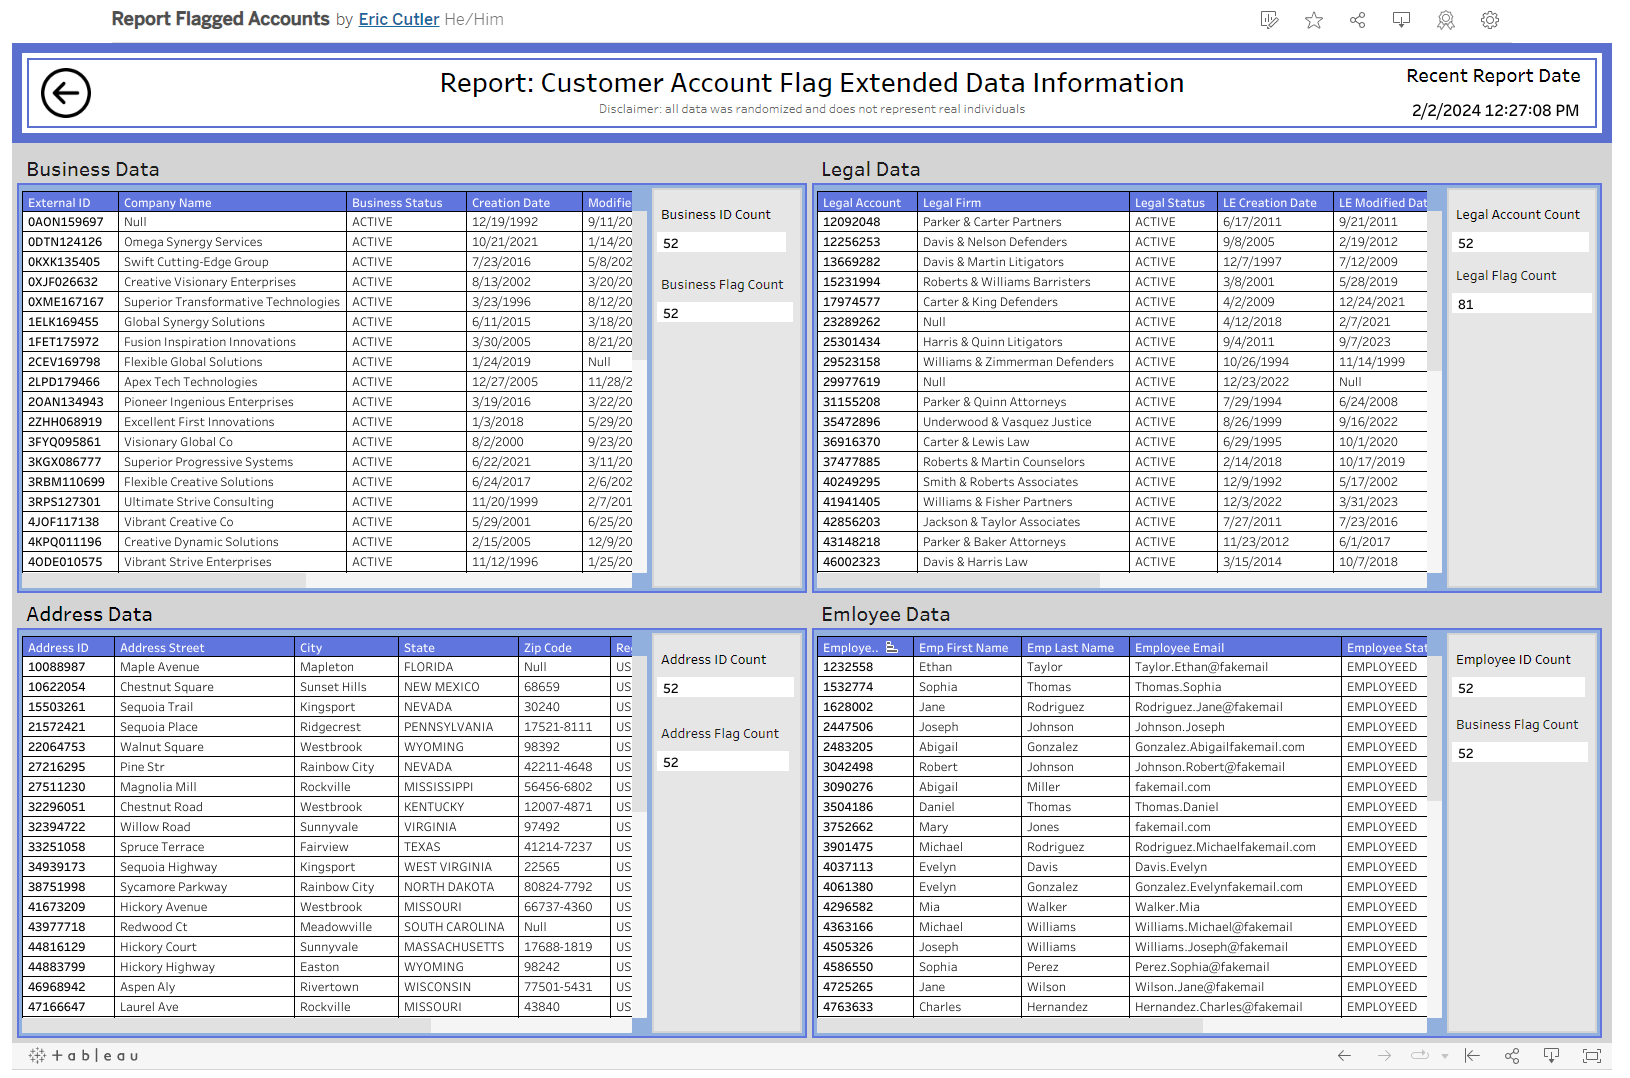 Report Flagged Accounts by Eric Cutler He/Him
Report: Customer Account Flag Extended Data Information
Disclaimer: all data was randomized and does not represent real individuals
Recent Report Date
2/2/2024 12:27:08 PM
Business Data
External ID Company Name Business Status Creation Date Modifie
0AON159697 Null ACTIVE 12/19/1992 9/11/20
0DTN124126 Omega Synergy Services ACTIVE 10/21/2021 1/14/20
0KXK135405 Swift Cutting-Edge Group ACTIVE 7/23/2016 5/8/202
0XJF026632 Creative Visionary Enterprises ACTIVE 8/13/2002 3/20/20
0XME167167 Superior Transformative Technologies ACTIVE 3/23/1996 8/12/20
1ELK169455 Global Synergy Solutions ACTIVE 6/11/2015 3/18/20
1FET175972 Fusion Inspiration Innovations ACTIVE 3/30/2005 8/21/20
2CEV169798 Flexible Global Solutions ACTIVE 1/24/2019 Null
2LPD179466 Apex Tech Technologies ACTIVE 12/27/2005 11/28/2
2OAN134943 Pioneer Ingenious Enterprises ACTIVE 3/19/2016 3/22/20
2ZHH068919 Excellent First Innovations ACTIVE 1/3/2018 5/29/20
3FYQ095861 Visionary Global Co ACTIVE 8/2/2000 9/23/20
3KGX086777 Superior Progressive Systems ACTIVE 6/22/2021 3/11/20
3RBM110699 Flexible Creative Solutions ACTIVE 6/24/2017 2/6/202
3RPS127301 Ultimate Strive Consulting ACTIVE 11/20/1999 2/7/201
4JOF117138 Vibrant Creative Co ACTIVE 5/29/2001 6/25/20
4KPQ011196 Creative Dynamic Solutions ACTIVE 2/15/2005 12/9/20
4ODE010575 Vibrant Strive Enterprises ACTIVE 11/12/1996 1/25/20
Business ID Count
52
Business Flag Count
52
Legal Data
Legal Account Legal Firm Legal Status LE Creation Date LE Modified Dat
12092048 Parker & Carter Partners ACTIVE 6/17/2011 9/21/2011
12256253 Davis & Nelson Defenders ACTIVE 9/8/2005 2/19/2012
13669282 Davis & Martin Litigators ACTIVE 12/7/1997 7/12/2009
15231994 Roberts & Williams Barristers ACTIVE 3/8/2001 5/28/2019
17974577 Carter & King Defenders ACTIVE 4/2/2009 12/24/2021
23289262 Null ACTIVE 4/12/2018 2/7/2021
25301434 Harris & Quinn Litigators ACTIVE 9/4/2011 9/7/2023
29523158 Williams & Zimmerman Defenders ACTIVE 10/26/1994 11/14/1999
29977619 Null ACTIVE 12/23/2022 Null
31155208 Parker & Quinn Attorneys ACTIVE 7/29/1994 6/24/2008
35472896 Underwood & Vasquez Justice ACTIVE 8/26/1999 9/16/2022
36916370 Carter & Lewis Law ACTIVE 6/29/1995 10/1/2020
37477885 Roberts & Martin Counselors ACTIVE 2/14/2018 10/17/2019
40249295 Smith & Roberts Associates ACTIVE 12/9/1992 5/17/2002
41941405 Williams & Fisher Partners ACTIVE 12/3/2022 3/31/2023
42856203 Jackson & Taylor Associates ACTIVE 7/27/2011 7/23/2016
43148218 Parker & Baker Attorneys ACTIVE 11/23/2012 6/1/2017
46002323 Davis & Harris Law ACTIVE 3/15/2014 10/7/2018
Legal Account Count
52
Legal Flag Count
81
Address Data
Address ID Address Street City State Zip Code Re
10088987 Maple Avenue Mapleton FLORIDA Null US
10622054 Chestnut Square Sunset Hills NEW MEXICO 68659 US
15503261 Sequoia Trail Kingsport NEVADA 30240 US
21572421 Sequoia Place Ridgecrest PENNSYLVANIA 17521-8111 US
22064753 Walnut Square Westbrook WYOMING 98392 US
27216295 Pine Str Rainbow City NEVADA 42211-4648 US
27511230 Magnolia Mill Rockville MISSISSIPPI 56456-6802 US
32296051 Chestnut Road Westbrook KENTUCKY 12007-4871 US
32394722 Willow Road Sunnyvale VIRGINIA 97492 US
33251058 Spruce Terrace Fairview TEXAS 41214-7237 US
34939173 Sequoia Highway Kingsport WEST VIRGINIA 22565 US
38751998 Sycamore Parkway Rainbow City NORTH DAKOTA 80824-7792 US
41673209 Hickory Avenue Westbrook MISSOURI 66737-4360 US
43977718 Redwood Ct Meadowville SOUTH CAROLINA Null US
44816129 Hickory Court Sunnyvale MASSACHUSETTS 17688-1819 US
44883799 Hickory Highway Easton WYOMING 98242 US
46968942 Aspen Aly Rivertown WISCONSIN 77501-5431 US
47166647 Laurel Ave Rockville MISSOURI 43840 US
Address ID Count
52
Address Flag Count
52
Emloyee Data
Employe.. Emp First Name Emp Last Name Employee Email Employee Stat
1232558 Ethan Taylor Taylor.Ethan@fakemail EMPLOYEED
1532774 Sophia Thomas Thomas.Sophia EMPLOYEED
1628002 Jane Rodriguez Rodriguez.Jane@fakemail EMPLOYEED
2447506 Joseph Johnson Johnson.Joseph EMPLOYEED
2483205 Abigail Gonzalez Gonzalez.Abigailfakemail.com EMPLOYEED
3042498 Robert Johnson Johnson.Robert@fakemail EMPLOYEED
3090276 Abigail Miller fakemail.com EMPLOYEED
3504186 Daniel Thomas Thomas.Daniel EMPLOYEED
3752662 Mary Jones fakemail.com EMPLOYEED
3901475 Michael Rodriguez Rodriguez.Michaelfakemail.com EMPLOYEED
4037113 Evelyn Davis Davis.Evelyn EMPLOYEED
4061380 Evelyn Gonzalez Gonzalez.Evelynfakemail.com EMPLOYEED
4296582 Mia Walker Walker.Mia EMPLOYEED
4363166 Michael Williams Williams.Michael@fakemail EMPLOYEED
4505326 Joseph Williams Williams.Joseph@fakemail EMPLOYEED
4586550 Sophia Perez Perez.Sophia@fakemail EMPLOYEED
4725265 Jane Wilson Wilson.Jane@fakemail EMPLOYEED
4763633 Charles Hernandez Hernandez.Charles@fakemail EMPLOYEED
Employee ID Count
52
Business Flag Count
52
+ableau